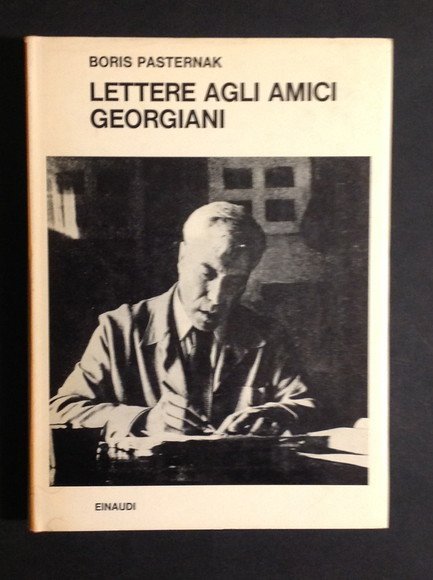 BORIS PASTERNAK
LETTERE AGLI AMICI
GEORGIANI
EINAUDI